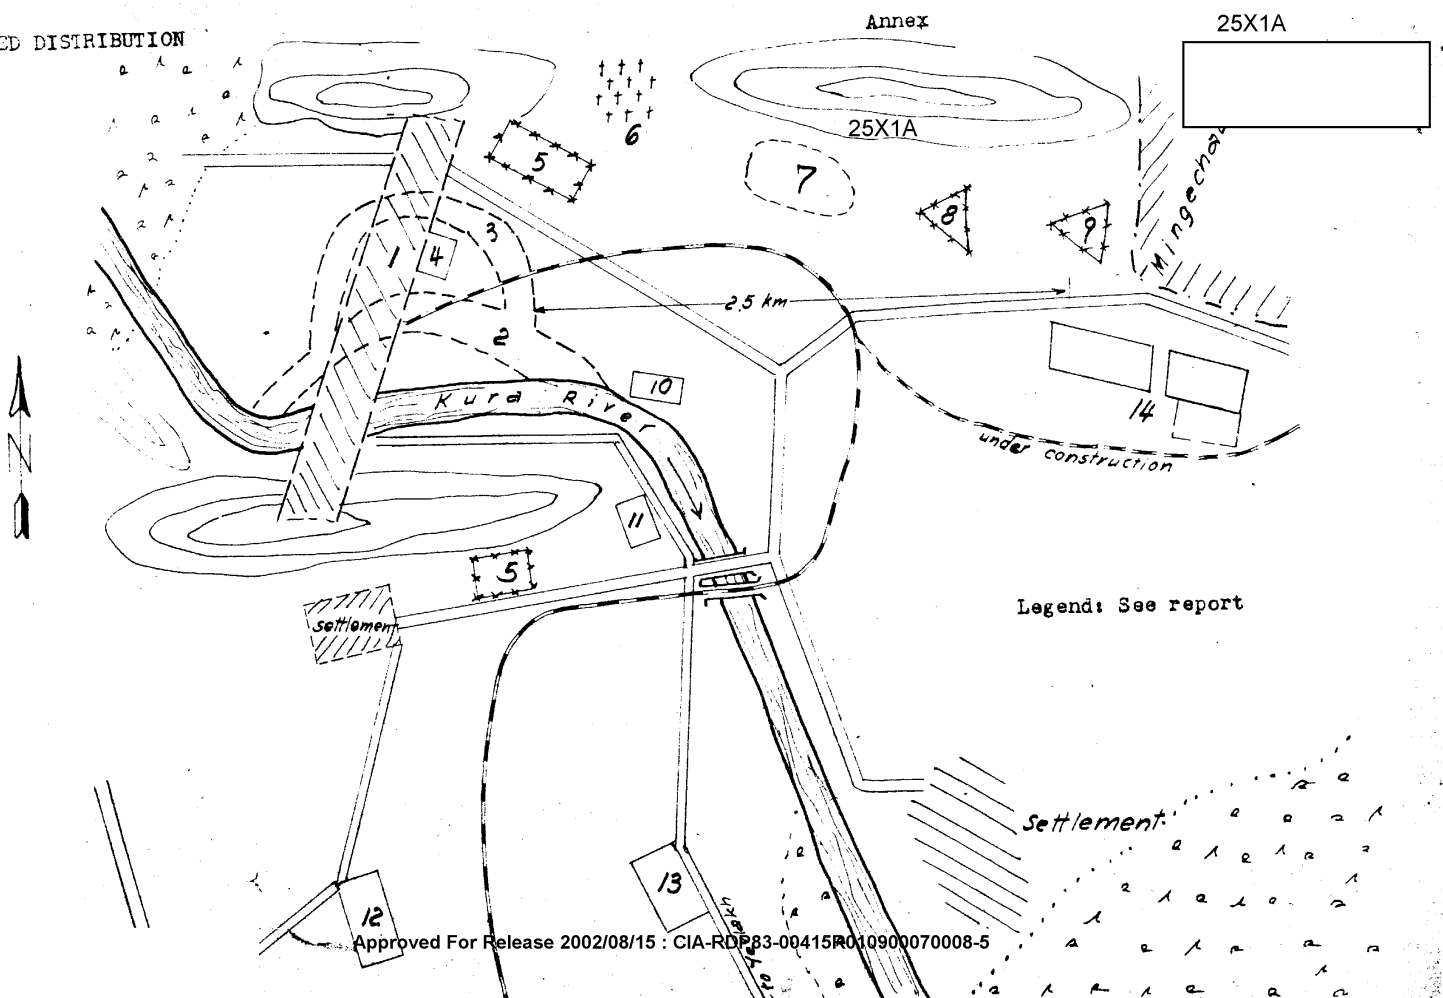 Annex
25X1A
ED DISTRIBUTION
6
25X1A
5
7
8
9
3
1
4
2.5 km
2
10
Kura River
14
under construction
N
11
5
Settlement
Legend: See report
Settlement
13
12
Approved For Release 2002/08/15 : CIA-RDP83-00415R010900070008-5